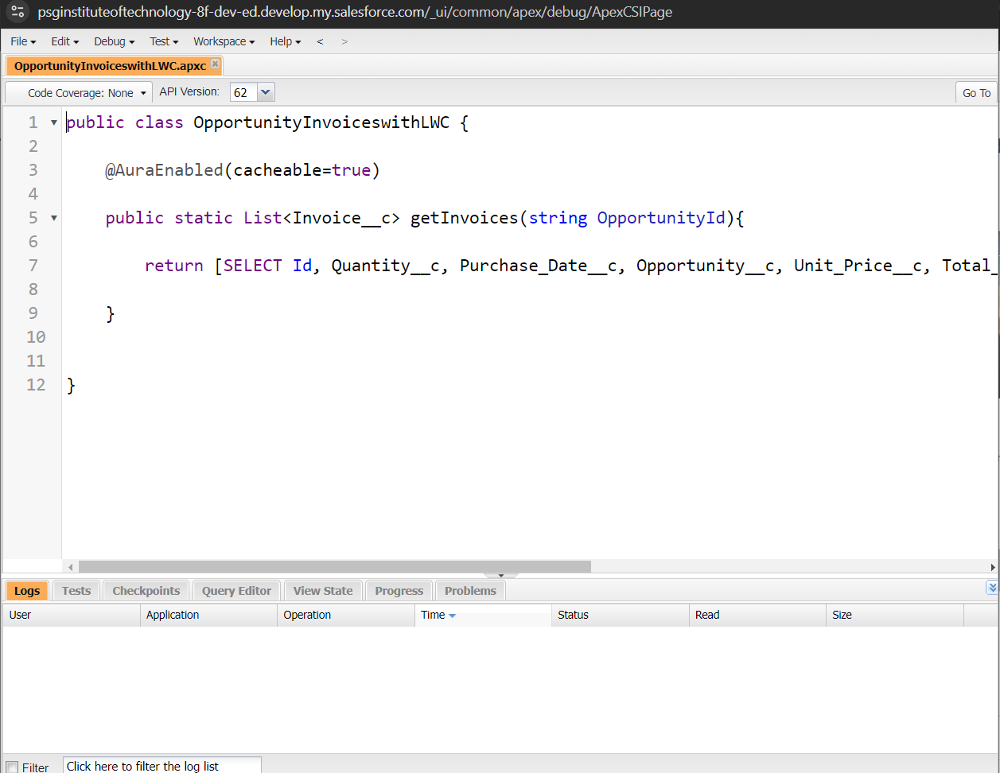 psginstituteoftechnology-8f-dev-ed.develop.my.salesforce.com/_ui/common/apex/debug/ApexCSIPage
File Edit Debug Test Workspace Help < >
OpportunityInvoiceswithLWC.apxc
Code Coverage: None API Version: 62 Go To
1 public class OpportunityInvoiceswithLWC {
2
3 @AuraEnabled(cacheable=true)
4
5 public static List<Invoice__c> getInvoices(string OpportunityId){
6
7 return [SELECT Id, Quantity__c, Purchase_Date__c, Opportunity__c, Unit_Price__c, Total_
8
9 }
10
11
12 }
Logs Tests Checkpoints Query Editor View State Progress Problems
User Application Operation Time Status Read Size
Filter Click here to filter the log list